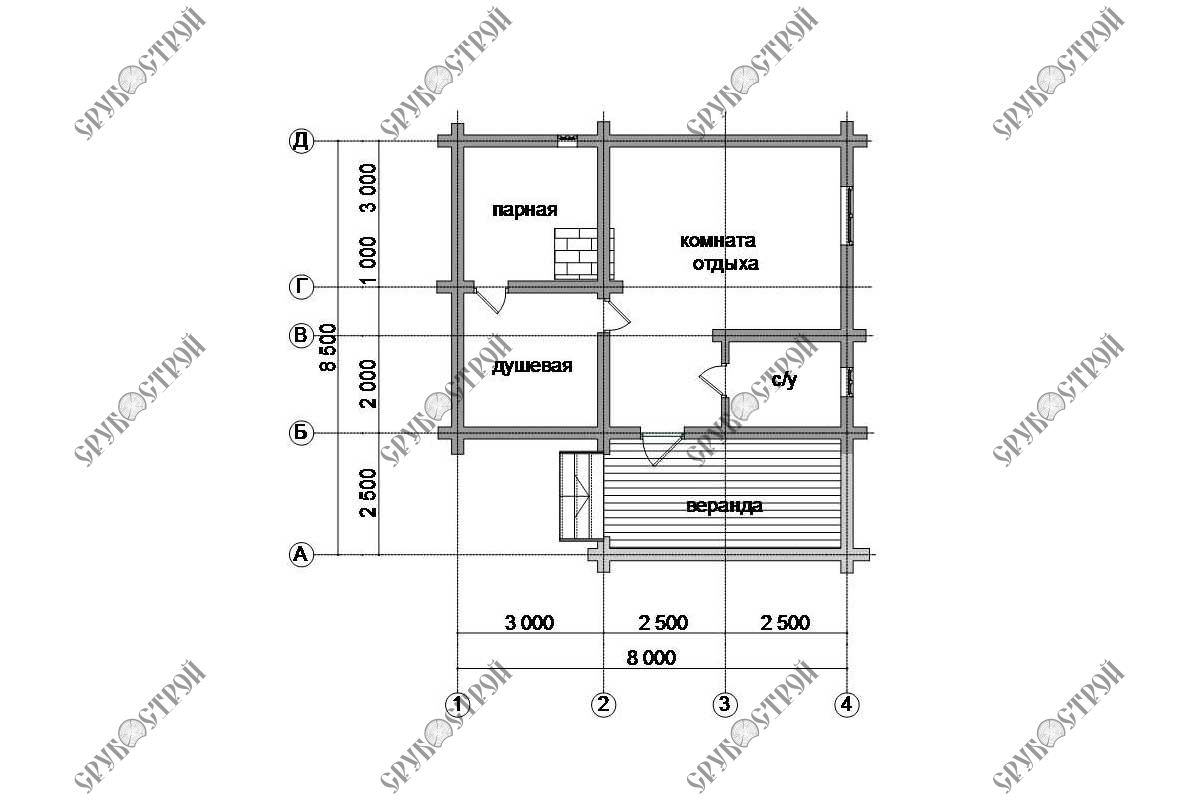 СРУБОСТРОЙ
СРУБОСТРОЙ
СРУБОСТРОЙ
СРУБОСТРОЙ
Д
3 000
парная
комната
отдыха
1 000
Г
В
8 500
душевая
2 000
с/у
СРУБОСТРОЙ
СРУБОСТРОЙ
СРУБОСТРОЙ
СРУБОСТРОЙ
Б
2 500
веранда
А
3 000
2 500
2 500
8 000
1
2
3
4
СРУБОСТРОЙ
СРУБОСТРОЙ
СРУБОСТРОЙ
СРУБОСТРОЙ